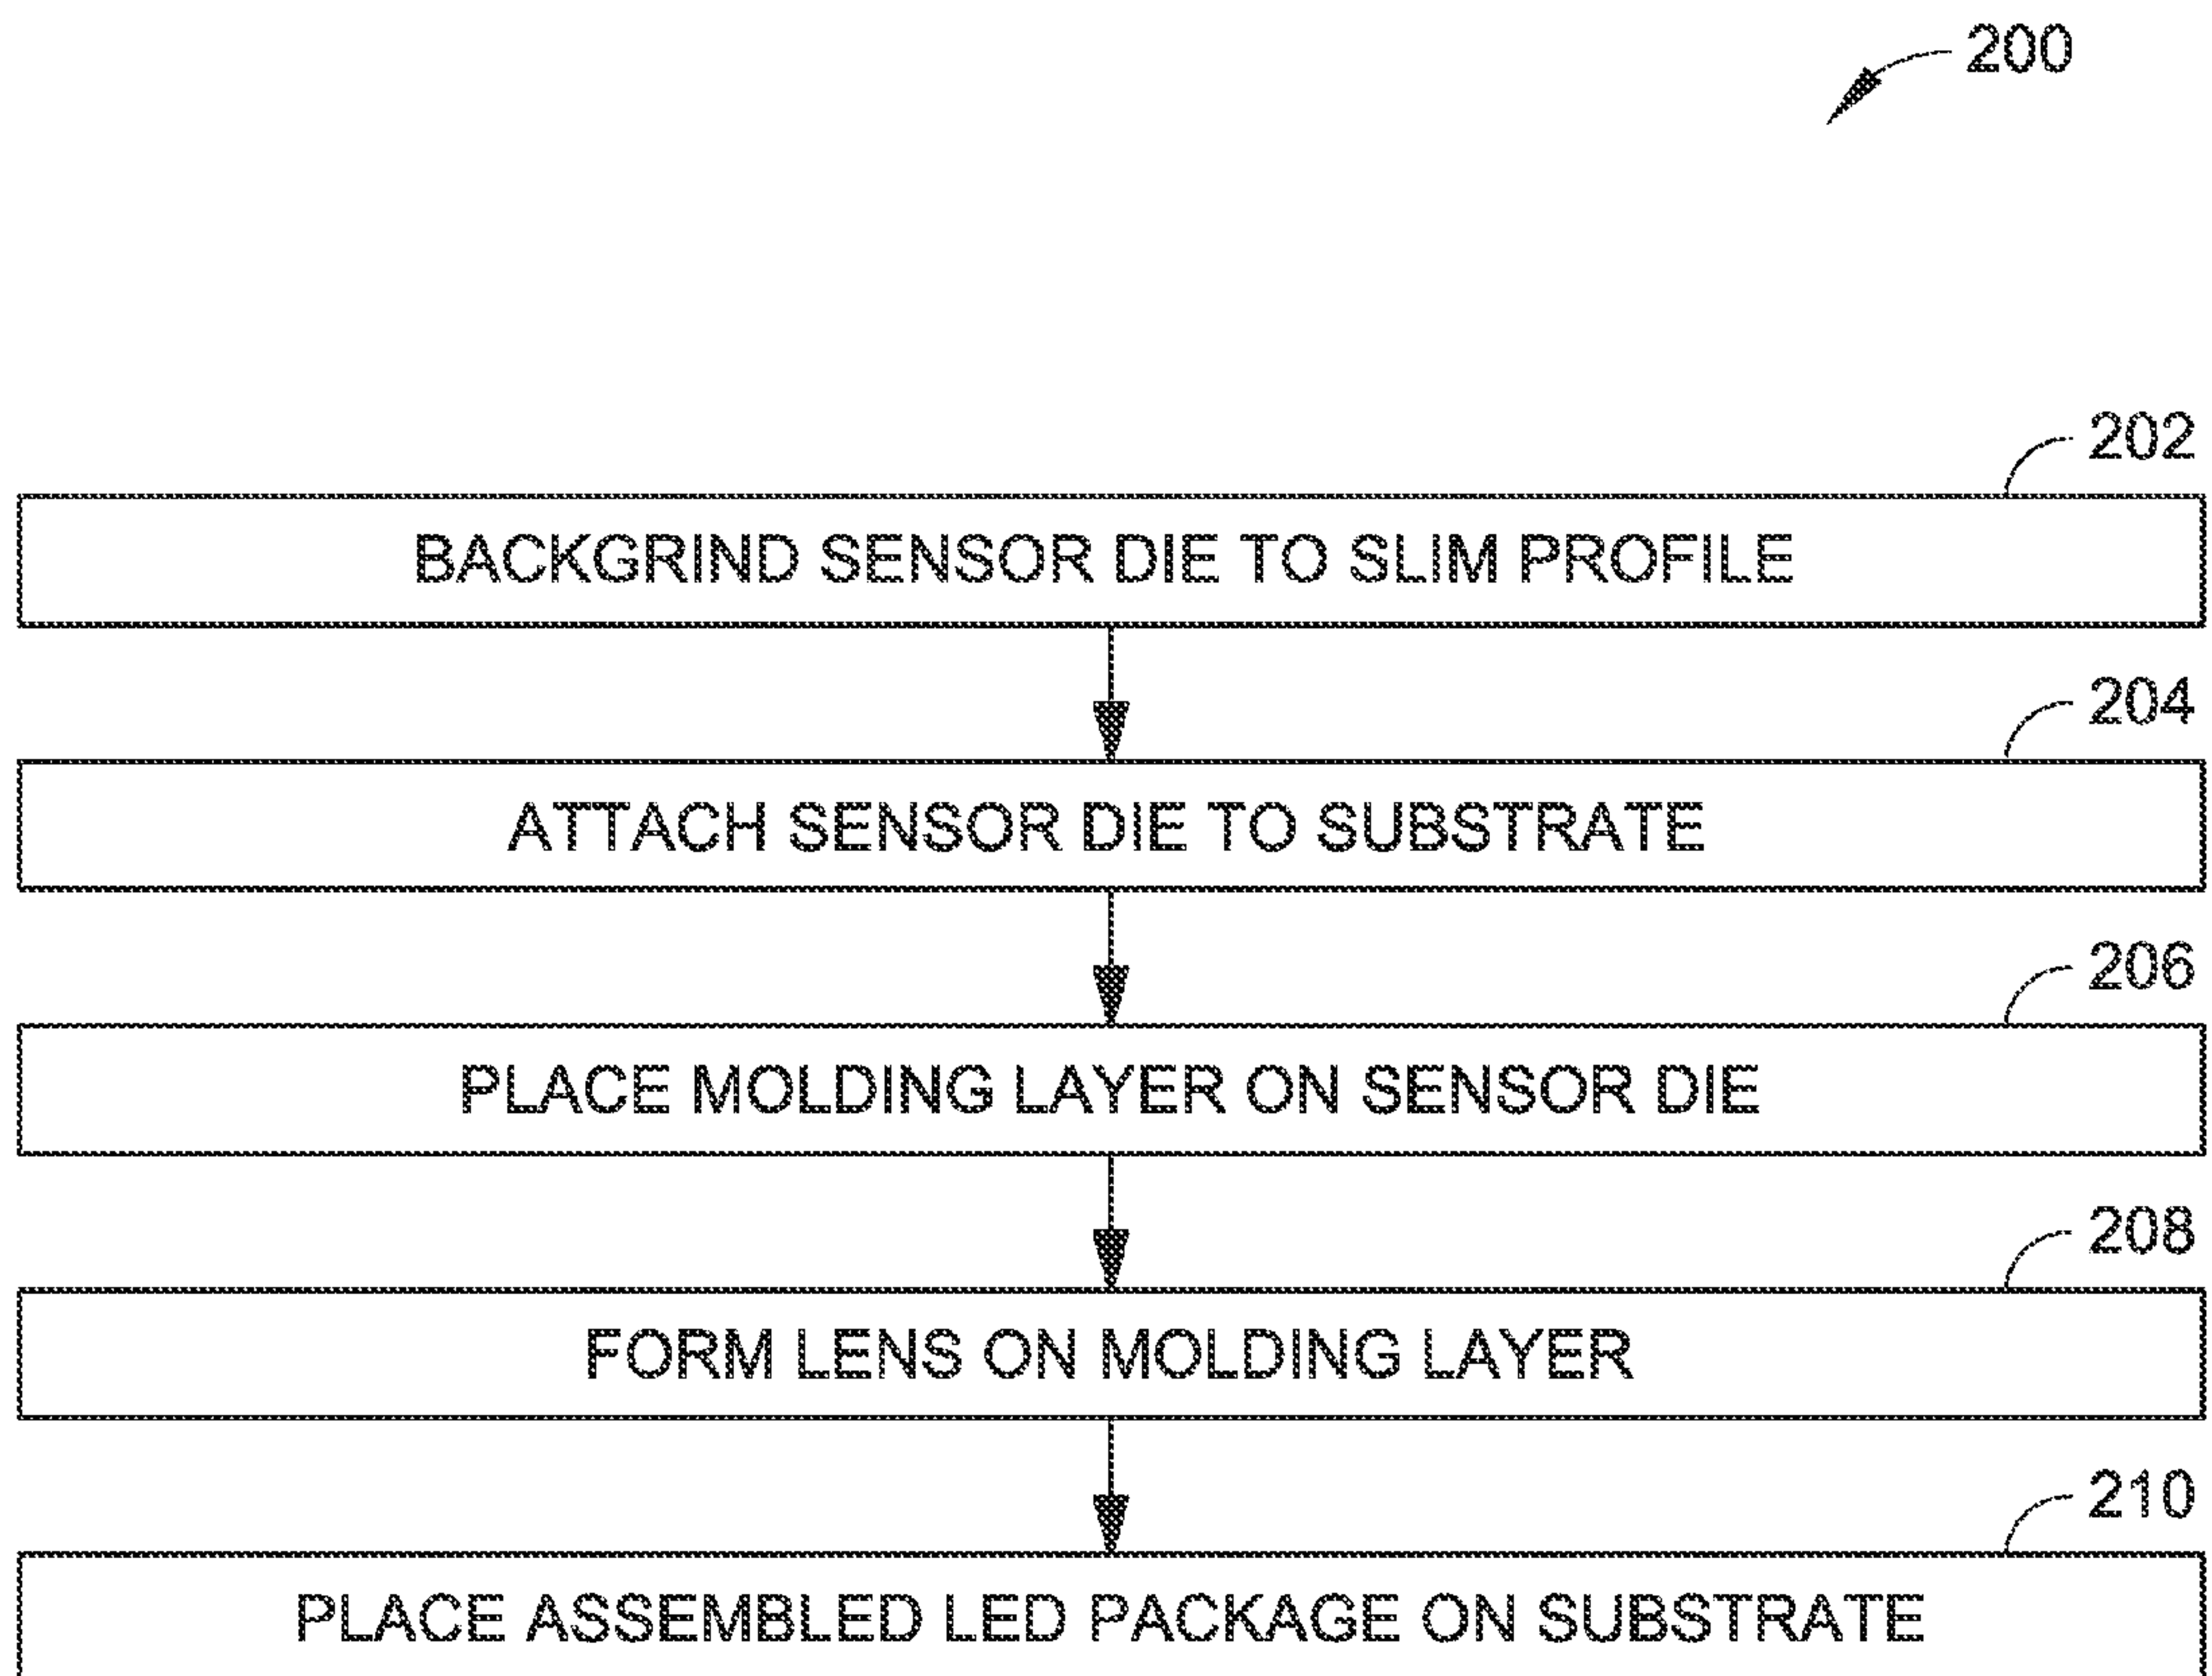 200
202
BACKGRIND SENSOR DIE TO SLIM PROFILE
204
ATTACH SENSOR DIE TO SUBSTRATE
206
PLACE MOLDING LAYER ON SENSOR DIE
208
FORM LENS ON MOLDING LAYER
210
PLACE ASSEMBLED LED PACKAGE ON SUBSTRATE